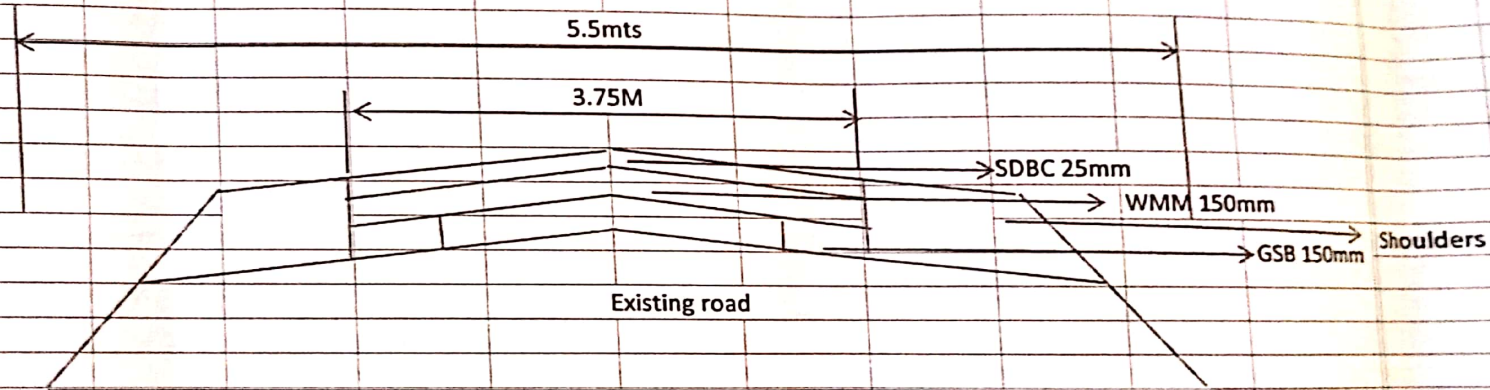 5.5mts
3.75M
SDBC 25mm
WMM 150mm
Shoulders
GSB 150mm
Existing road